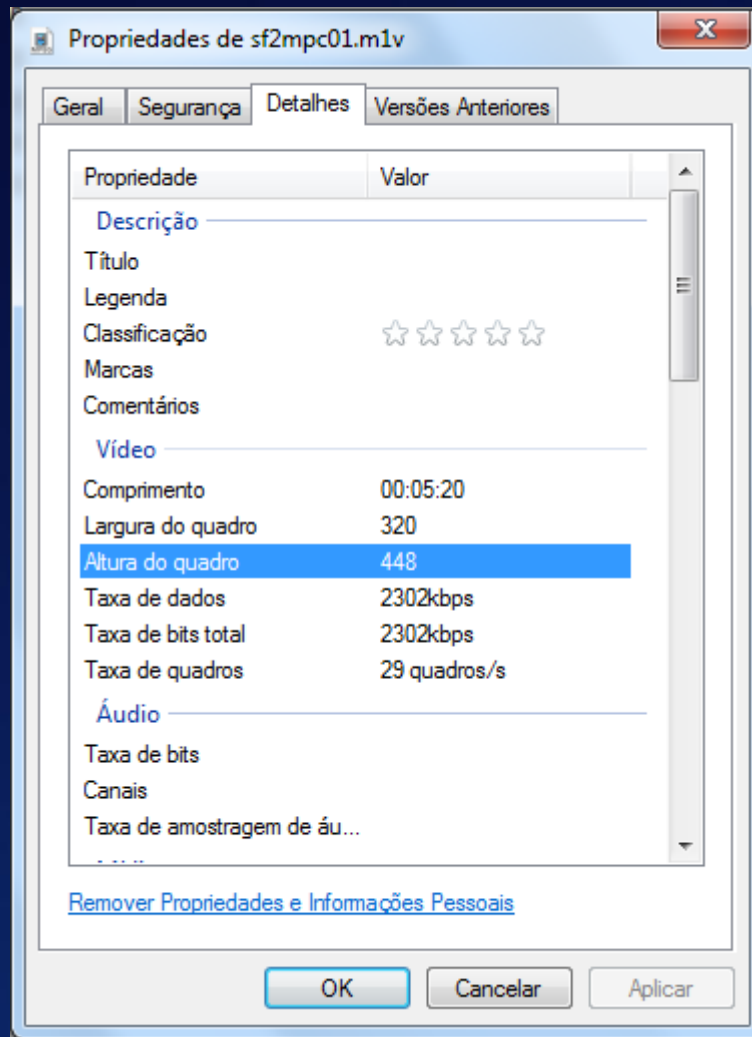 Propriedades de sf2mpc01.m1v
Geral Segurança Detalhes Versões Anteriores
Propriedade Valor
Descrição
Título
Legenda
Classificação
Marcas
Comentários
Vídeo
Comprimento 00:05:20
Largura do quadro 320
Altura do quadro 448
Taxa de dados 2302kbps
Taxa de bits total 2302kbps
Taxa de quadros 29 quadros/s
Áudio
Taxa de bits
Canais
Taxa de amostragem de áu...
Remover Propriedades e Informações Pessoais
OK Cancelar Aplicar